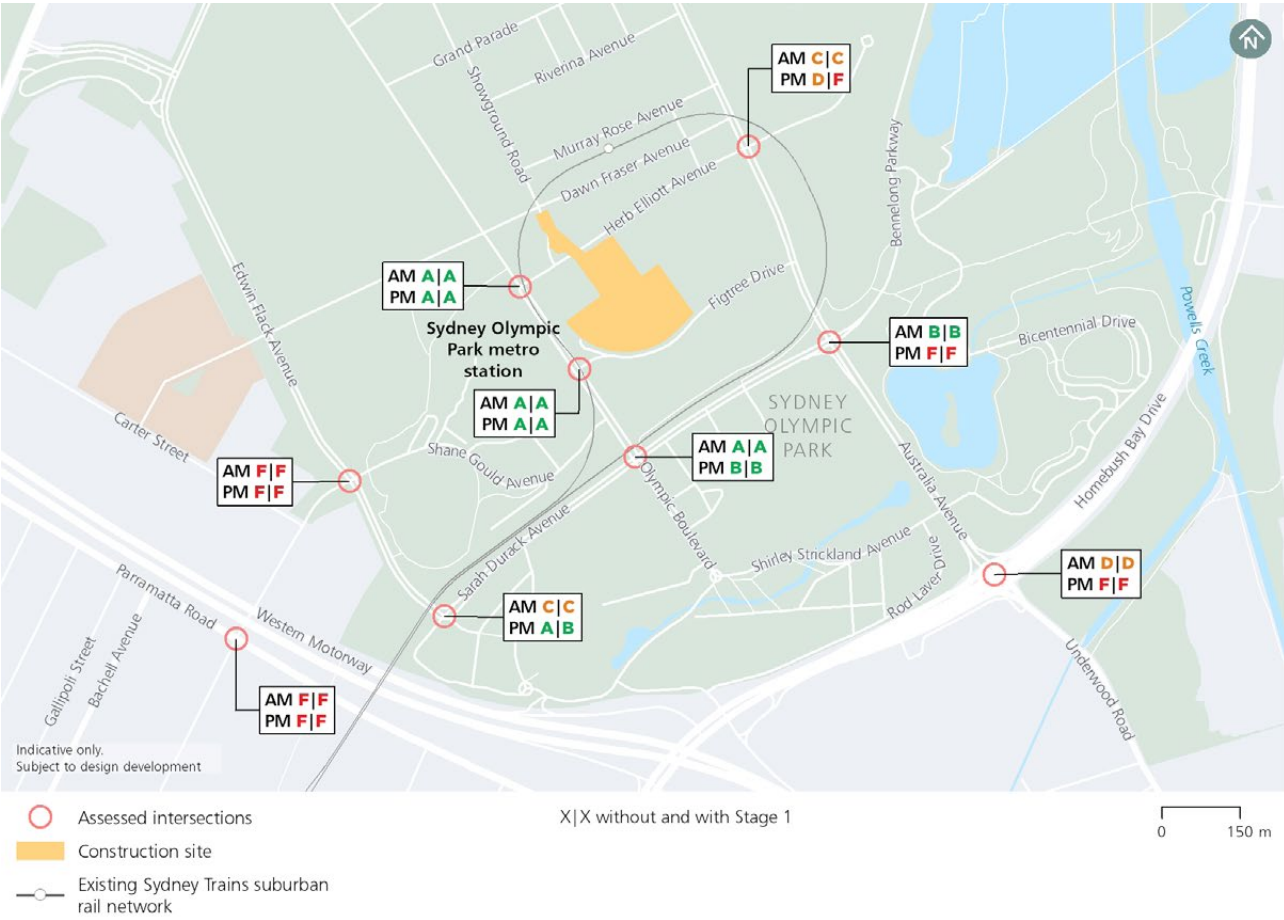 Grand Parade
Riverina Avenue
Showground Road
Murray Rose Avenue
Dawn Fraser Avenue
Herb Elliott Avenue
Bennelong Parkway
N
AM C|C
PM D|F
Edwin Flack Avenue
AM A|A
PM A|A
Figtree Drive
Sydney Olympic
Park metro
station
AM B|B
PM F|F
Bicentennial Drive
Powells Creek
AM A|A
PM A|A
SYDNEY
OLYMPIC
PARK
Carter Street
Shane Gould Avenue
AM A|A
PM B|B
Homebush Bay Drive
AM F|F
PM F|F
Olympic Boulevard
Australia Avenue
Sarah Durack Avenue
Shirley Strickland Avenue
Rod Laver Drive
AM D|D
PM F|F
Parramatta Road
Western Motorway
AM C|C
PM A|B
Gallipoli Street
Bachell Avenue
Underwood Road
AM F|F
PM F|F
Indicative only.
Subject to design development
Assessed intersections
X|X without and with Stage 1
0 150 m
Construction site
Existing Sydney Trains suburban
rail network